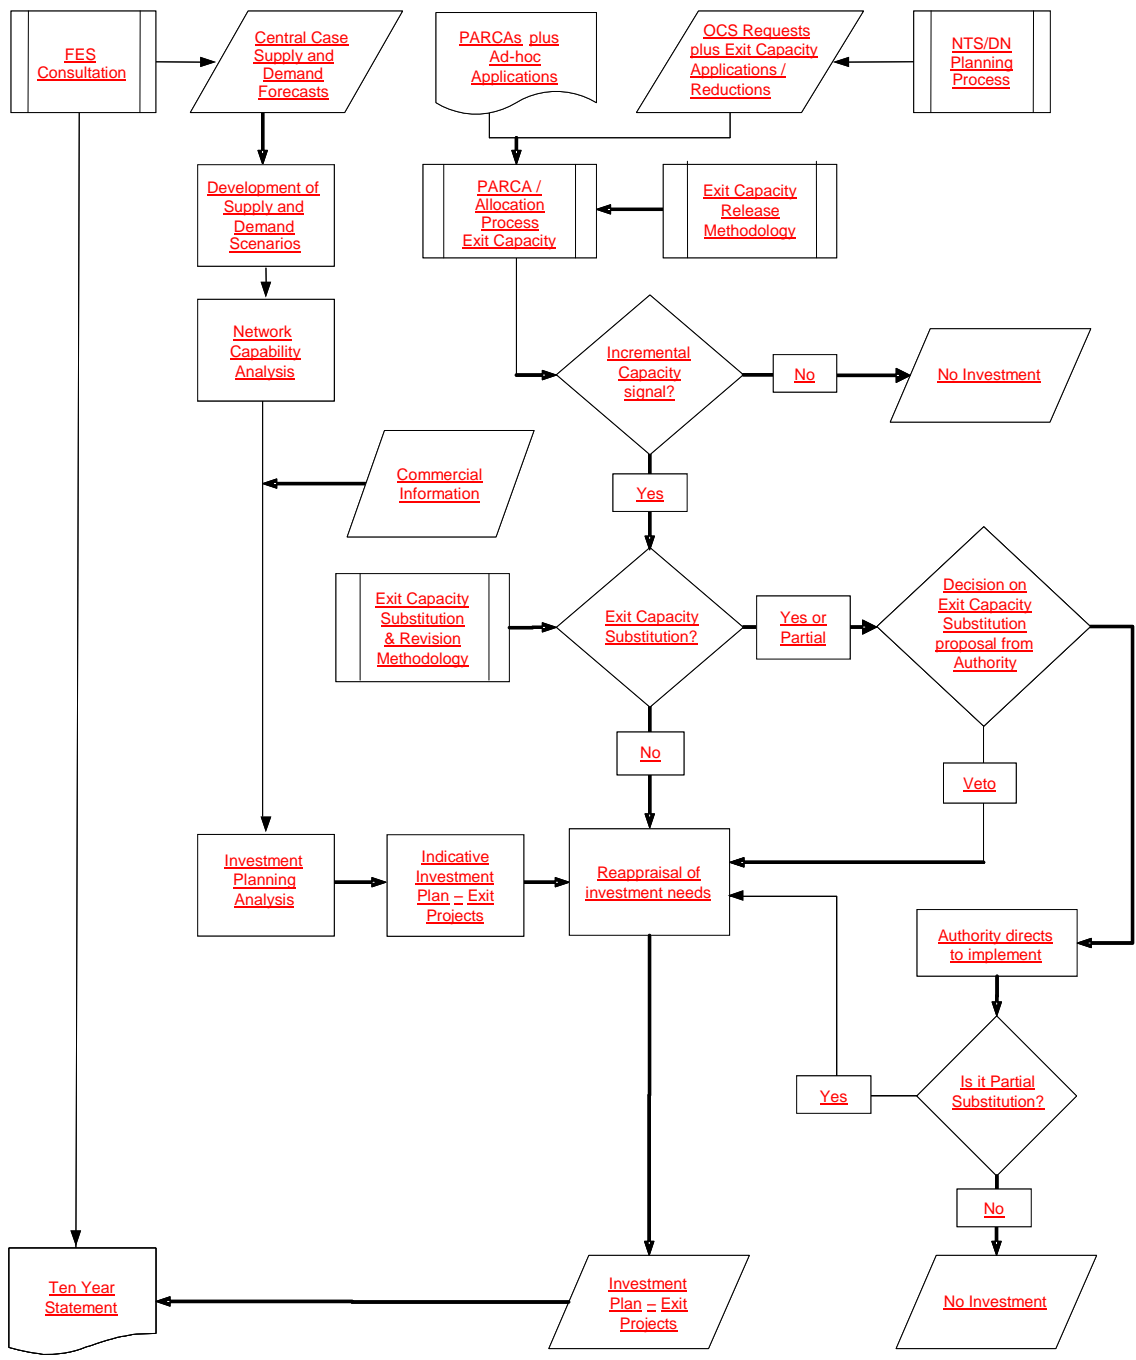 FES
Consultation
Central Case
Supply and
Demand
Forecasts
PARCAs plus
Ad-hoc
Applications
OCS Requests
plus Exit Capacity
Applications /
Reductions
NTS/DN
Planning
Process
Development of
Supply and
Demand
Scenarios
PARCA /
Allocation
Process
Exit Capacity
Exit Capacity
Release
Methodology
Network
Capability
Analysis
Incremental
Capacity
signal?
No
No Investment
Commercial
Information
Yes
Exit Capacity
Substitution
& Revision
Methodology
Exit Capacity
Substitution?
Yes or
Partial
Decision on
Exit Capacity
Substitution
proposal from
Authority
No
Veto
Investment
Planning
Analysis
Indicative
Investment
Plan – Exit
Projects
Reappraisal of
investment needs
Authority directs
to implement
Yes
Is it Partial
Substitution?
No
Ten Year
Statement
Investment
Plan – Exit
Projects
No Investment